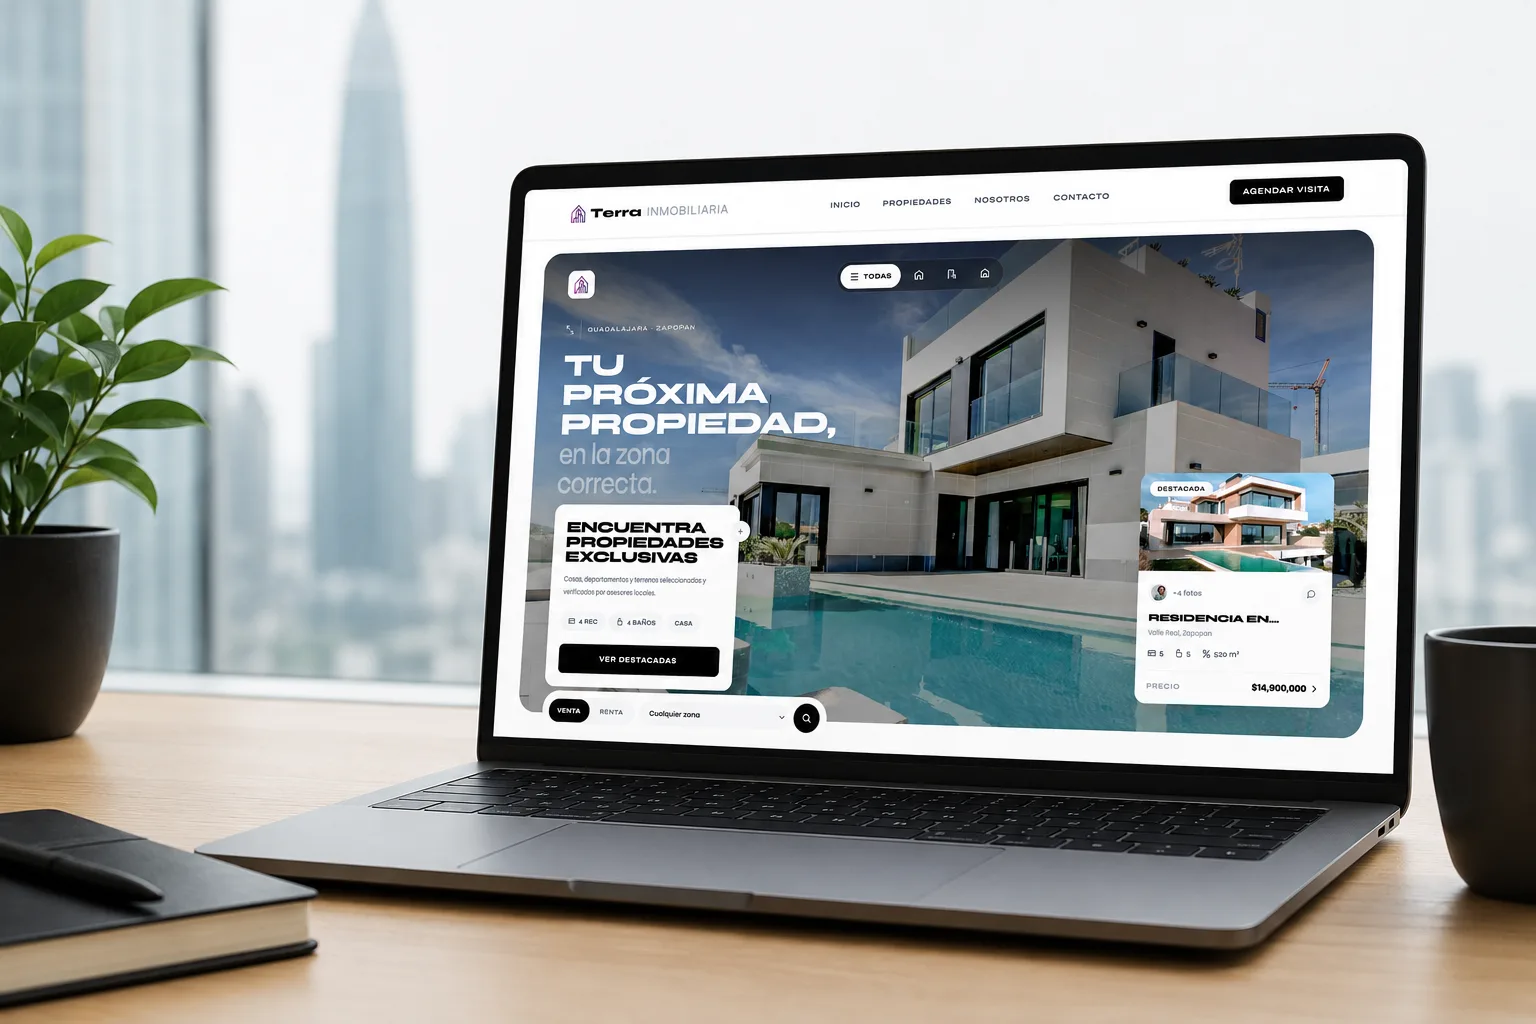 Terra INMOBILIARIA
INICIO
PROPIEDADES
NOSOTROS
CONTACTO
AGENDAR VISITA
TODAS
GUADALAJARA · ZAPOPAN
TU
PRÓXIMA
PROPIEDAD,
en la zona
correcta.
ENCUENTRA
PROPIEDADES
EXCLUSIVAS
Casas, departamentos y terrenos seleccionados y
verificados por asesores locales.
4 REC
4 BAÑOS
CASA
VER DESTACADAS
VENTA
RENTA
Cualquier zona
DESTACADA
+4 fotos
RESIDENCIA EN...
Valle Real, Zapopan
5
5
520 m²
PRECIO
$14,900,000